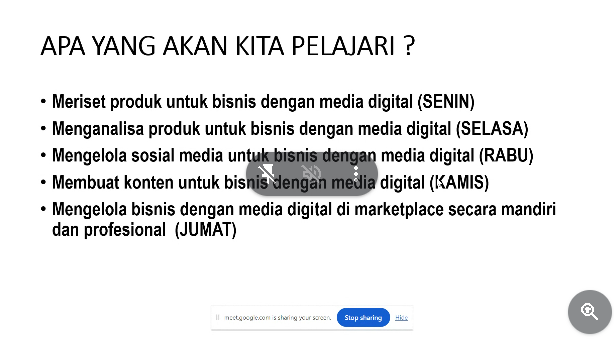 APA YANG AKAN KITA PELAJARI ?
• Meriset produk untuk bisnis dengan media digital (SENIN)
• Menganalisa produk untuk bisnis dengan media digital (SELASA)
• Mengelola sosial media untuk bisnis dengan media digital (RABU)
• Membuat konten untuk bisnis dengan media digital (KAMIS)
• Mengelola bisnis dengan media digital di marketplace secara mandiri
dan profesional (JUMAT)
meet.google.com is sharing your screen. Stop sharing Hide